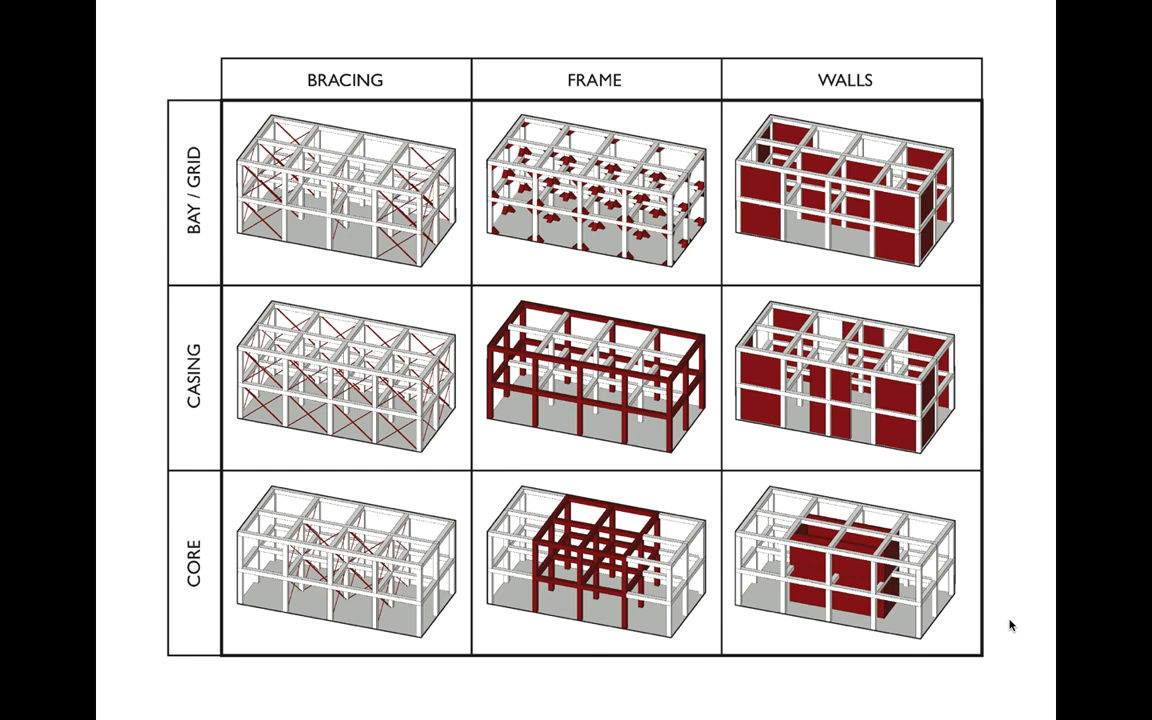 BRACING
FRAME
WALLS
BAY / GRID
CASING
CORE